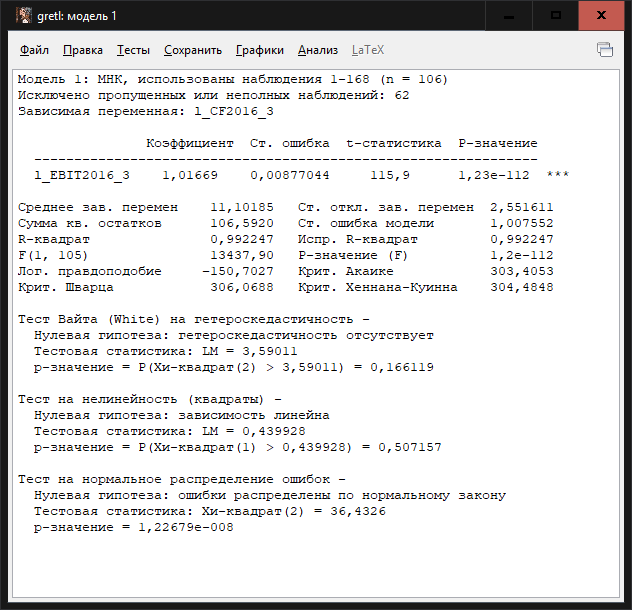 gretl: модель 1
Файл Правка Тесты Сохранить Графики Анализ LaTeX
Модель 1: МНК, использованы наблюдения 1-168 (n = 106)
Исключено пропущенных или неполных наблюдений: 62
Зависимая переменная: l_CF2016_3
Коэффициент Ст. ошибка t-статистика P-значение
---------------------------------------------------------------
l_EBIT2016_3 1,01669 0,00877044 115,9 1,23e-112 ***
Среднее зав. перемен 11,10185 Ст. откл. зав. перемен 2,551611
Сумма кв. остатков 106,5920 Ст. ошибка модели 1,007552
R-квадрат 0,992247 Испр. R-квадрат 0,992247
F(1, 105) 13437,90 Р-значение (F) 1,2e-112
Лог. правдоподобие -150,7027 Крит. Акаике 303,4053
Крит. Шварца 306,0688 Крит. Хеннана-Куинна 304,4848
Тест Вайта (White) на гетероскедастичность -
Нулевая гипотеза: гетероскедастичность отсутствует
Тестовая статистика: LM = 3,59011
р-значение = P(Хи-квадрат(2) > 3,59011) = 0,166119
Тест на нелинейность (квадраты) -
Нулевая гипотеза: зависимость линейна
Тестовая статистика: LM = 0,439928
р-значение = P(Хи-квадрат(1) > 0,439928) = 0,507157
Тест на нормальное распределение ошибок -
Нулевая гипотеза: ошибки распределены по нормальному закону
Тестовая статистика: Хи-квадрат(2) = 36,4326
р-значение = 1,22679e-008